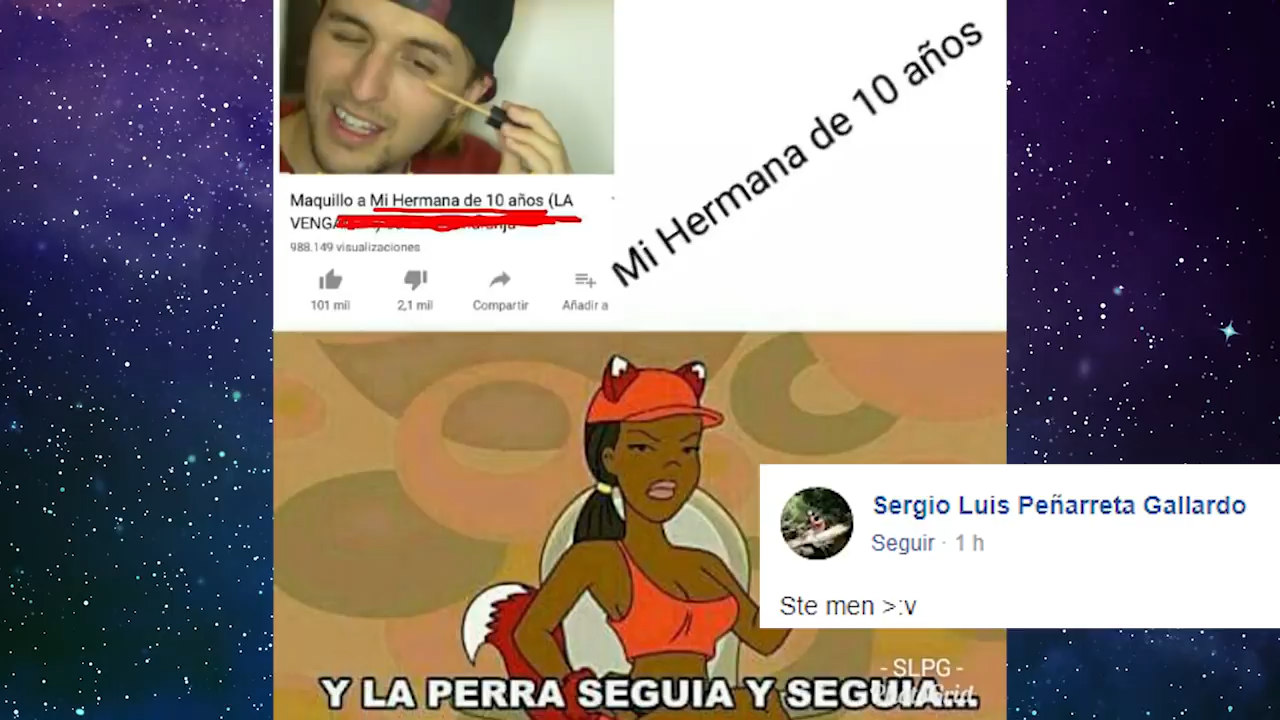 Maquillo a Mi Hermana de 10 años (LA
988.149 visualizaciones
101 mil
2,1 mil
Compartir
Añadir a
Mi Hermana de 10 años
Sergio Luis Peñarreta Gallardo
Seguir · 1 h
Ste men >:v
- SLPG -
Y LA PERRA SEGUIA Y SEGUIA...